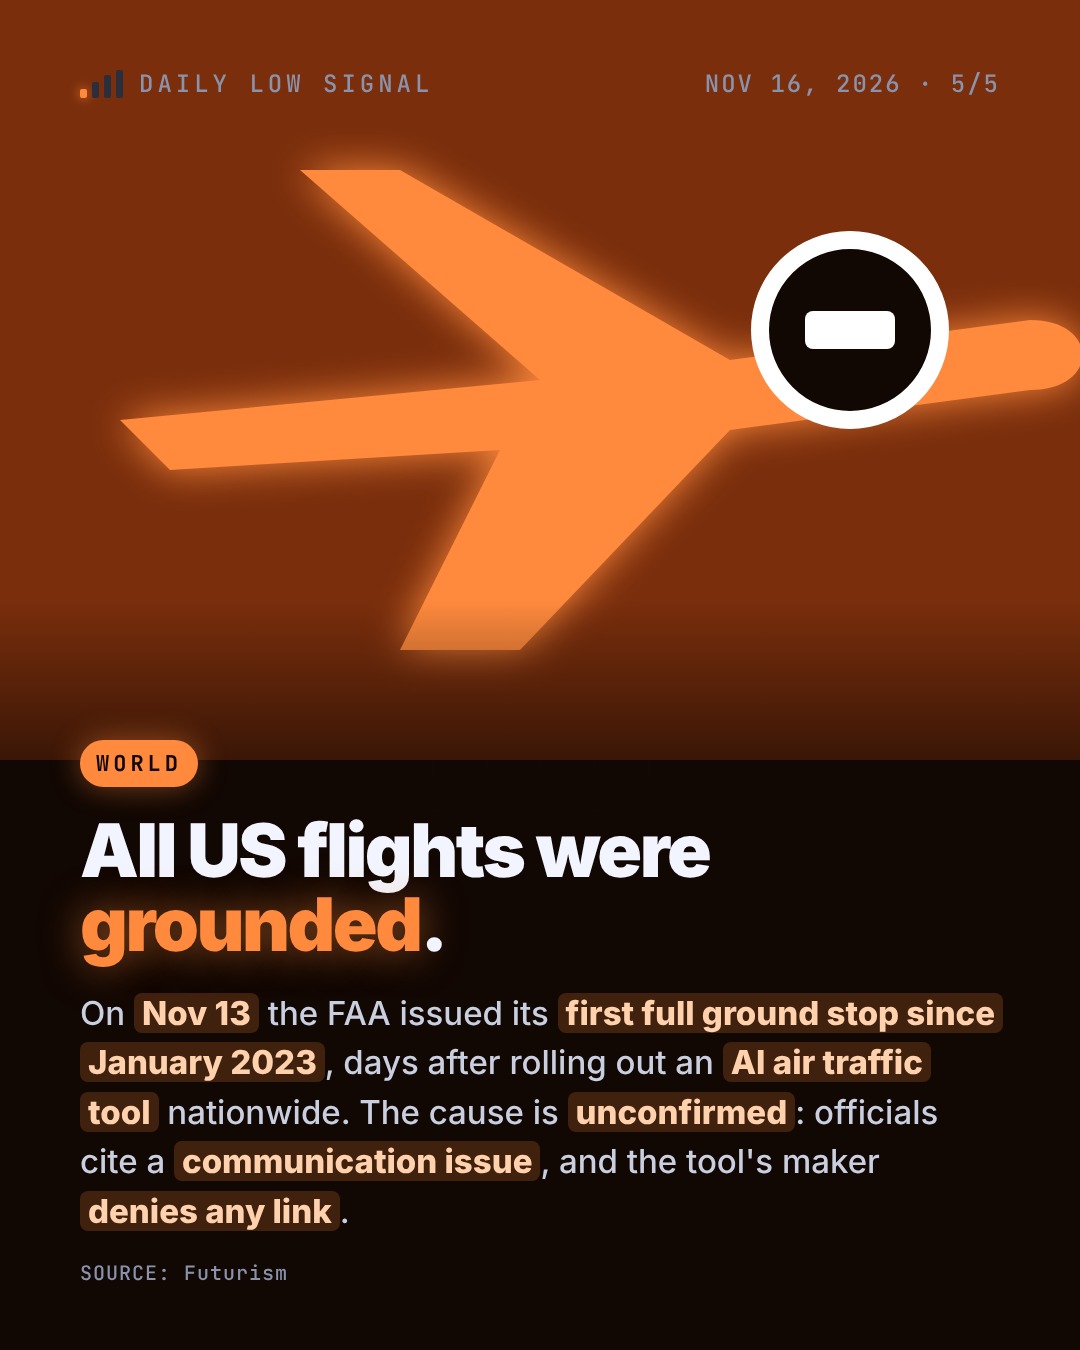 DAILY LOW SIGNAL
NOV 16, 2026 · 5/5
WORLD
All US flights were
grounded.
On Nov 13 the FAA issued its first full ground stop since
January 2023, days after rolling out an AI air traffic
tool nationwide. The cause is unconfirmed: officials
cite a communication issue, and the tool's maker
denies any link.
SOURCE: Futurism